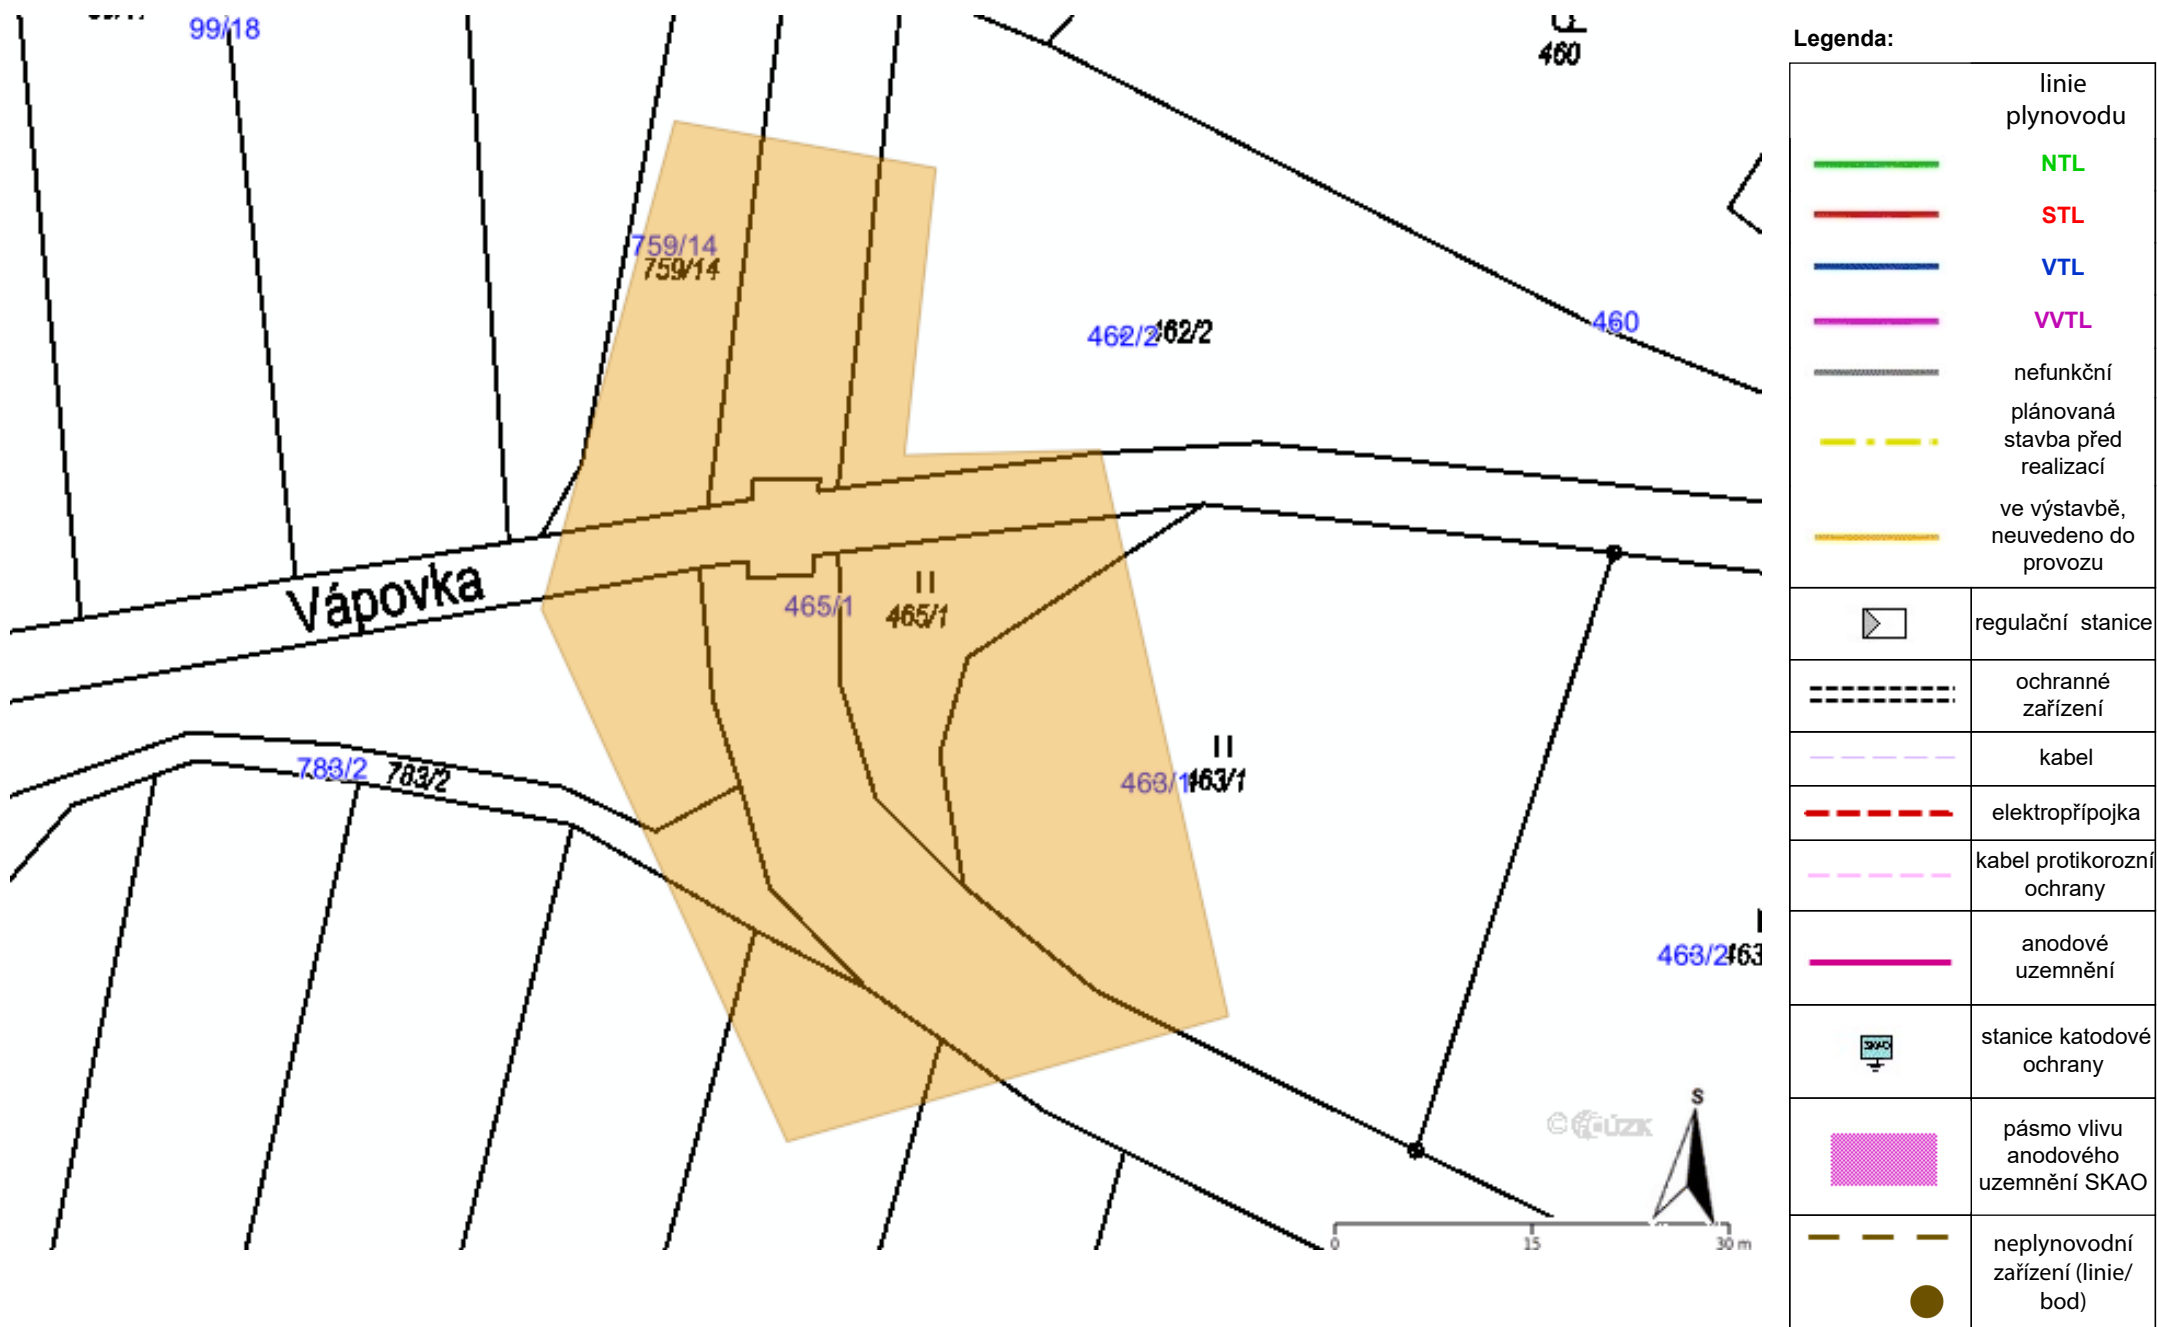 99/18
460
759/14
759/14
462/2
462/2
460
Vápovka
465/1
465/1
783/2
783/2
463/1
463/1
463/2
463
© ČÚZK
S
0 15 30 m
Legenda:
linie
plynovodu
NTL
STL
VTL
VVTL
nefunkční
plánovaná
stavba před
realizací
ve výstavbě,
neuvedeno do
provozu
regulační stanice
ochranné
zařízení
kabel
elektropřípojka
kabel protikorozní
ochrany
anodové
uzemnění
SKAO
stanice katodové
ochrany
pásmo vlivu
anodového
uzemnění SKAO
neplynovodní
zařízení (linie/
bod)